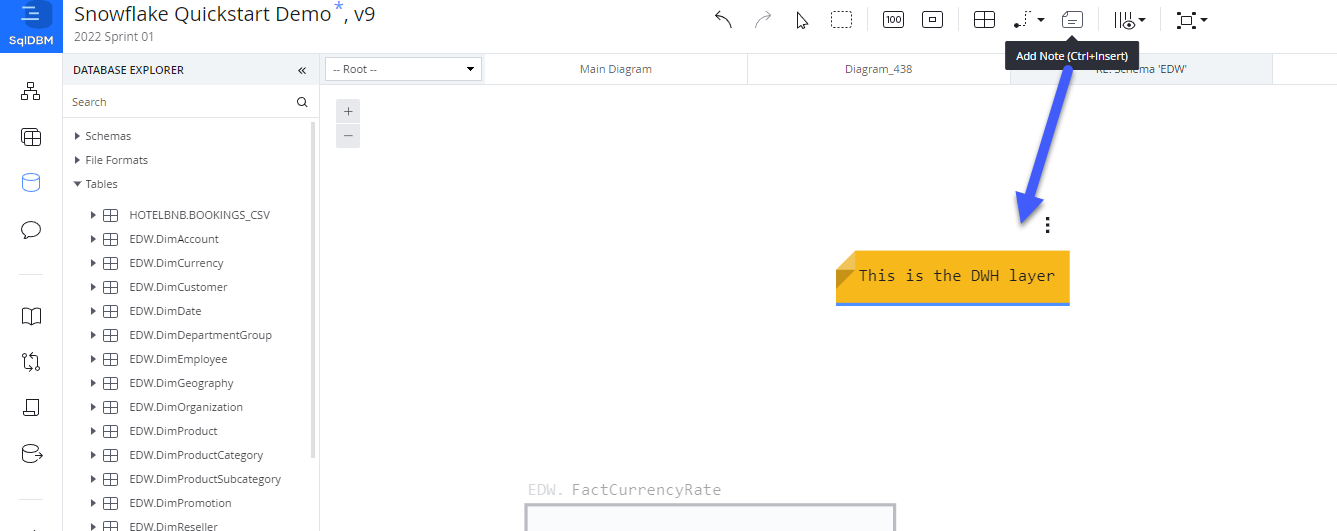 SqlDBM
Snowflake Quickstart Demo*, v9
2022 Sprint 01
100
Add Note (Ctrl+Insert)
DATABASE EXPLORER
«
-- Root --
Main Diagram
Diagram_438
RE: Schema 'EDW'
Search
+
−
Schemas
File Formats
Tables
HOTELBNB.BOOKINGS_CSV
EDW.DimAccount
EDW.DimCurrency
EDW.DimCustomer
EDW.DimDate
EDW.DimDepartmentGroup
EDW.DimEmployee
EDW.DimGeography
EDW.DimOrganization
EDW.DimProduct
EDW.DimProductCategory
EDW.DimProductSubcategory
EDW.DimPromotion
EDW.DimReseller
This is the DWH layer
EDW. FactCurrencyRate